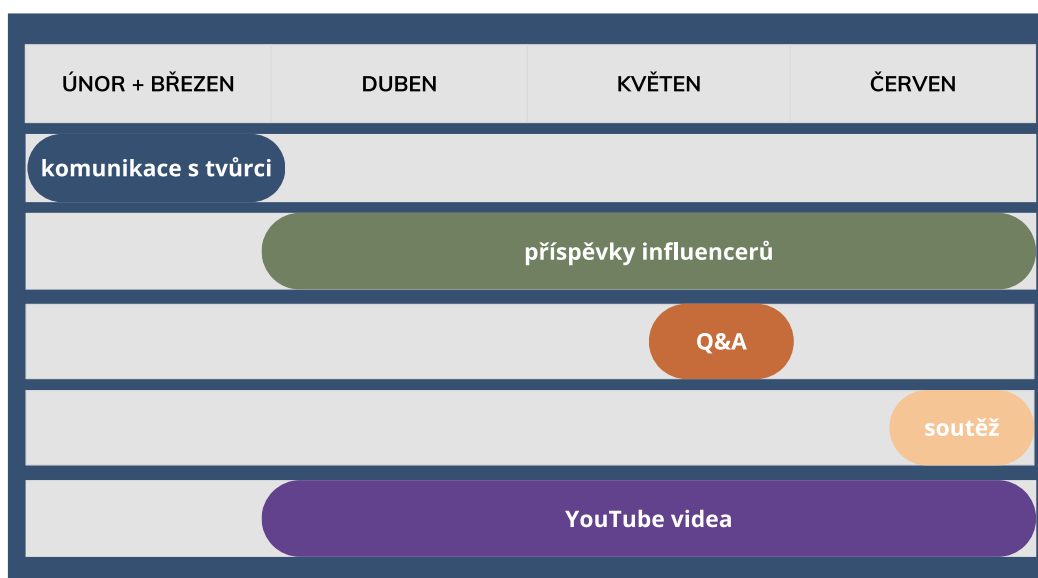 ÚNOR + BŘEZEN
DUBEN
KVĚTEN
ČERVEN
komunikace s tvůrci
příspěvky influencerů
Q&A
soutěž
YouTube videa